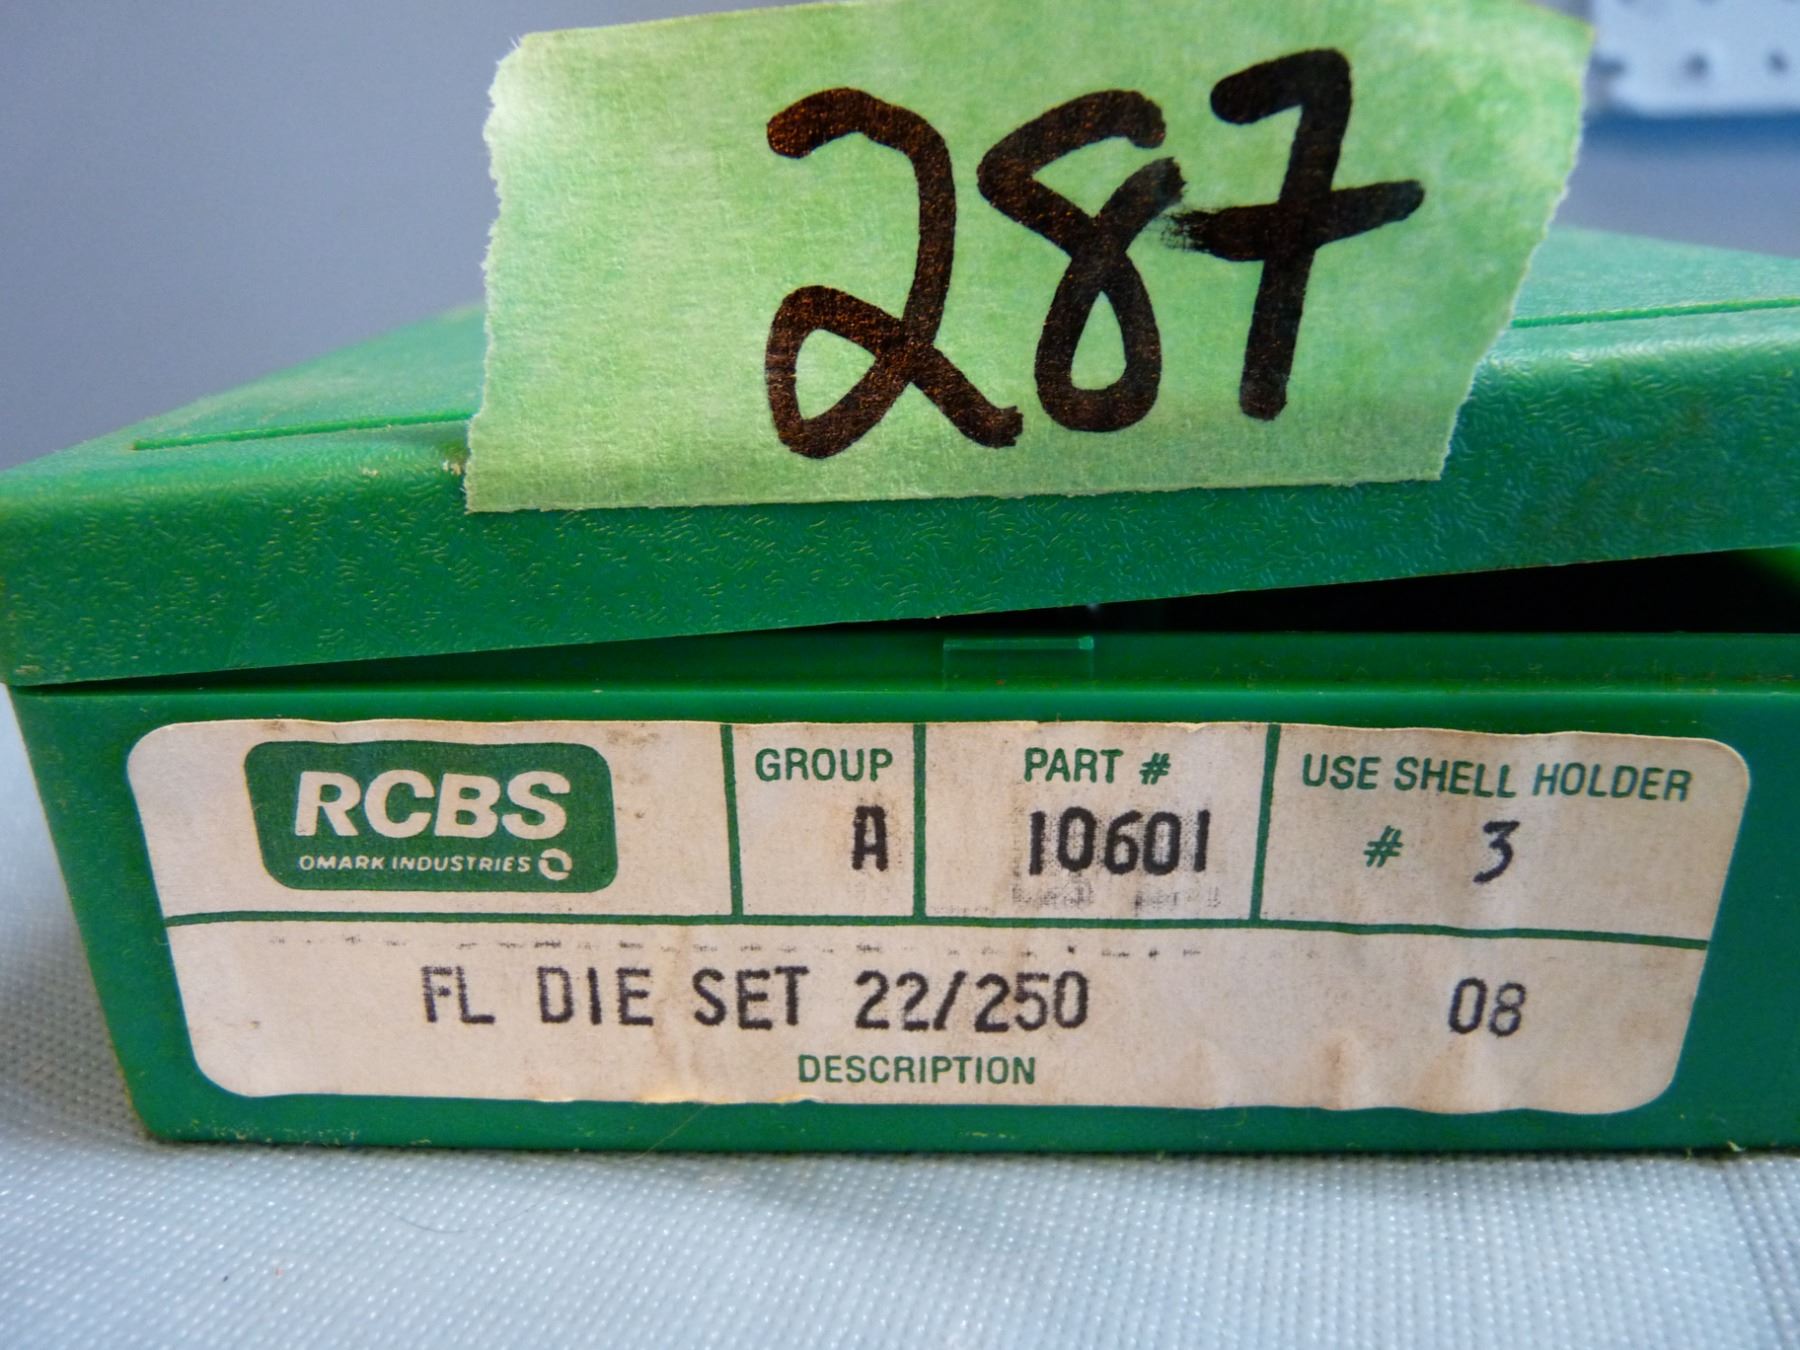 287
RCBS
OMARK INDUSTRIES
GROUP
A
PART #
10601
USE SHELL HOLDER
# 3
FL DIE SET 22/250 08
DESCRIPTION